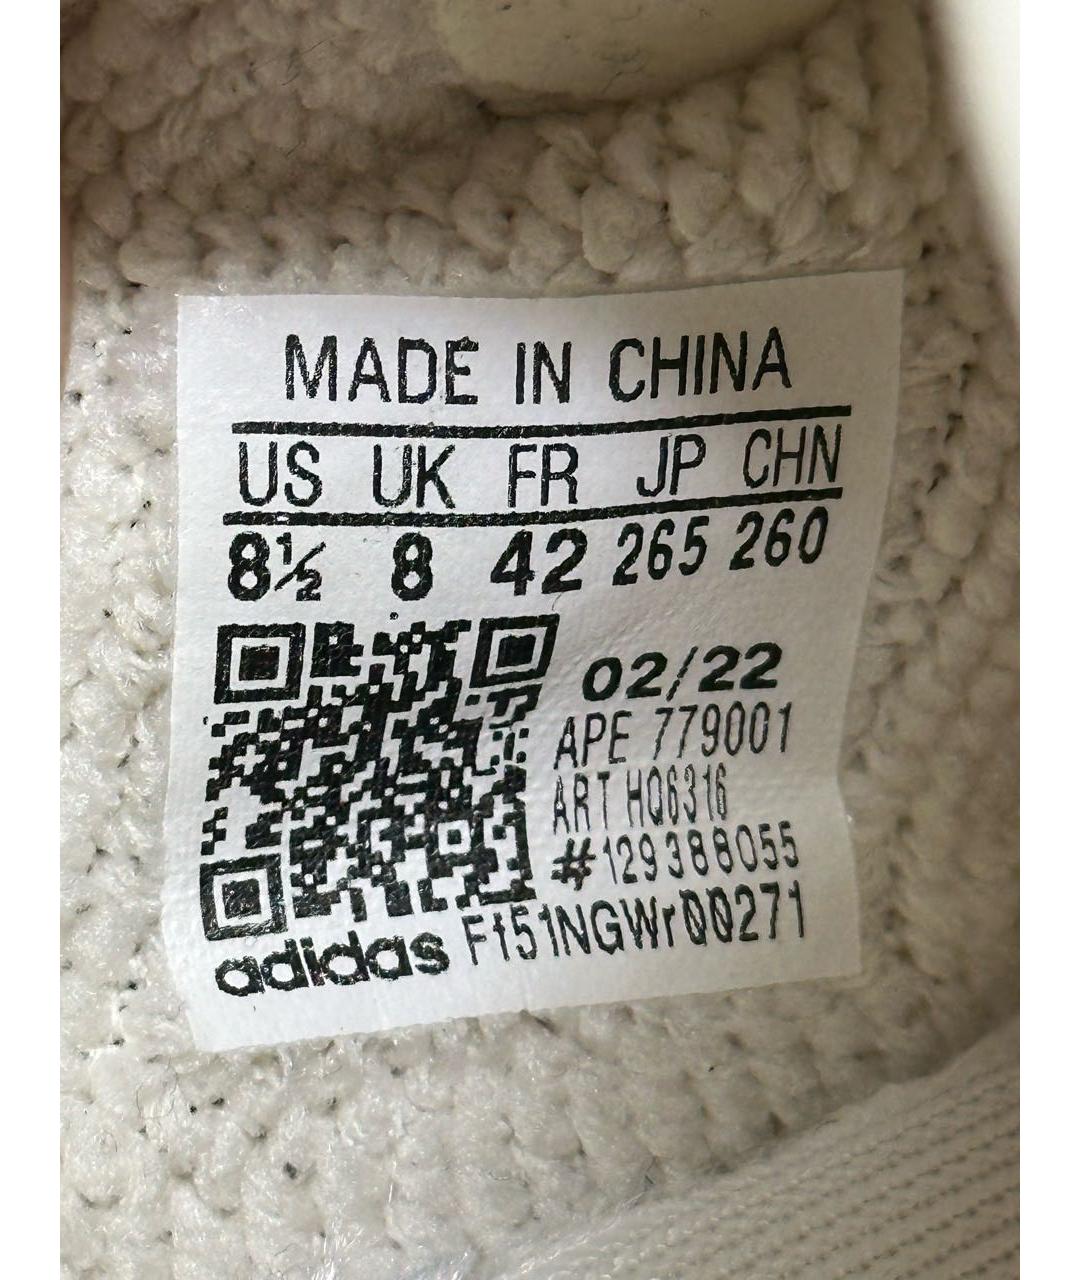 MADE IN CHINA
US UK FR JP CHN
8½ 8 42 265 260
02/22
APE 779001
ART HQ6316
#129388055
adidas Ft51NGWr00271